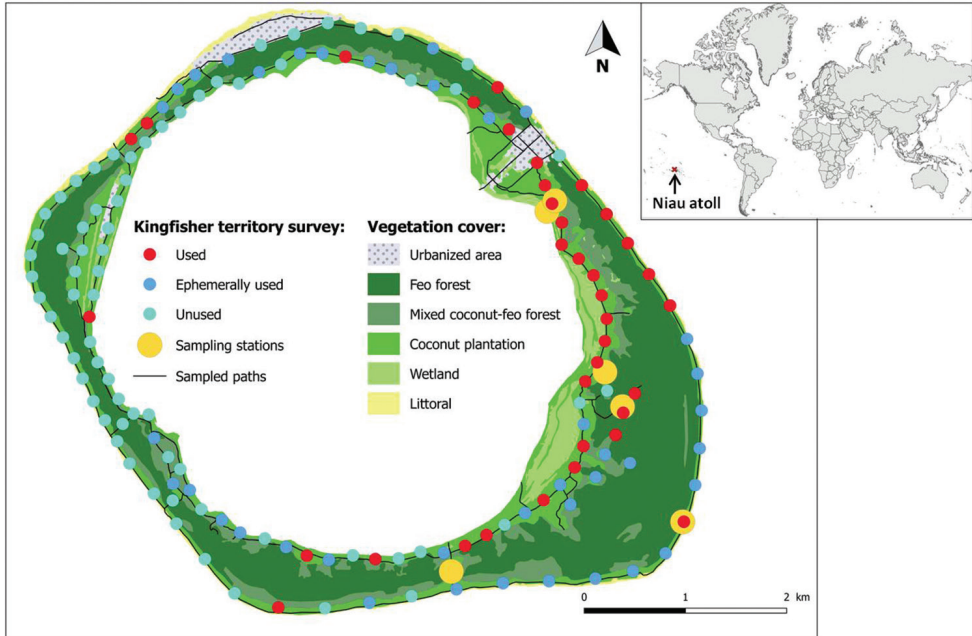 N
Niau atoll
Kingfisher territory survey:
Used
Ephemerally used
Unused
Sampling stations
Sampled paths
Vegetation cover:
Urbanized area
Feo forest
Mixed coconut-feo forest
Coconut plantation
Wetland
Littoral
0 1 2 km